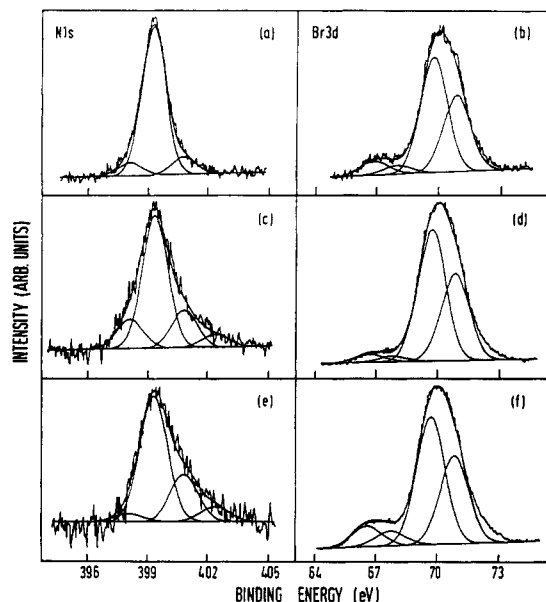 N1s (a) Br3d (b)
(c) (d)
(e) (f)
INTENSITY (ARB. UNITS)
396 399 402 405 64 67 70 73
BINDING ENERGY (eV)